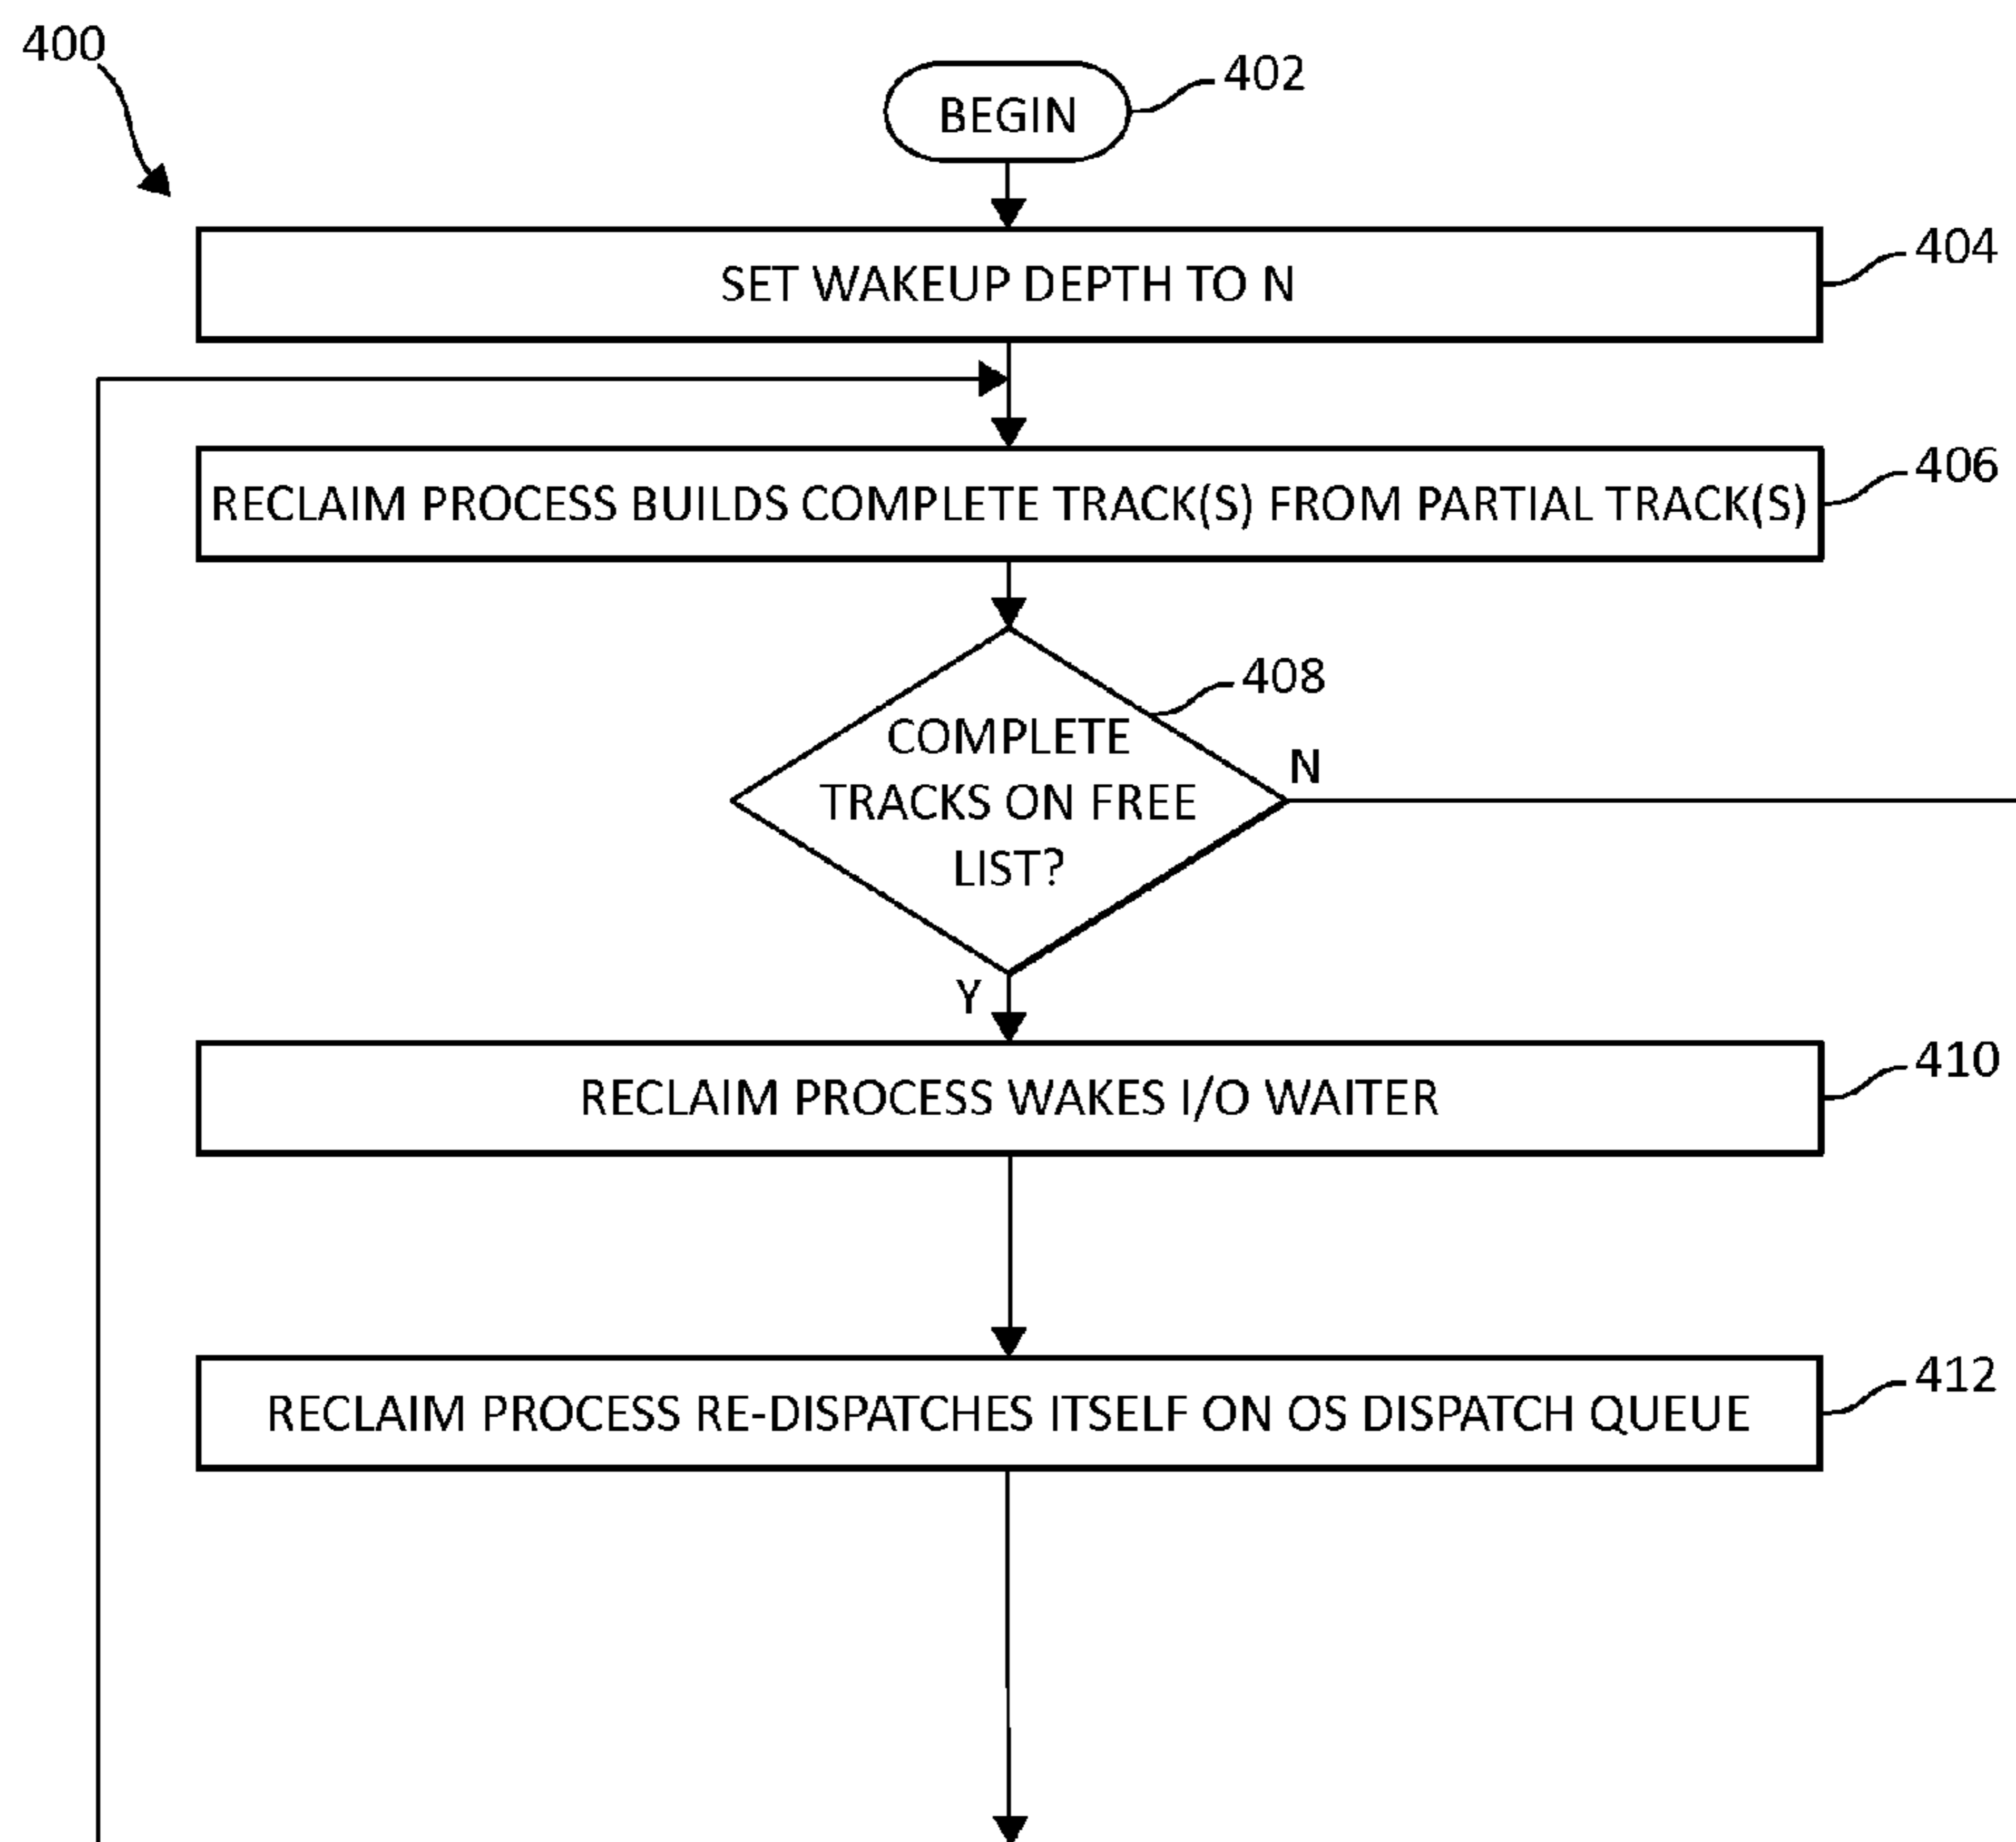 400
BEGIN
402
SET WAKEUP DEPTH TO N
404
RECLAIM PROCESS BUILDS COMPLETE TRACK(S) FROM PARTIAL TRACK(S)
406
408
COMPLETE
TRACKS ON FREE
LIST?
N
Y
RECLAIM PROCESS WAKES I/O WAITER
410
RECLAIM PROCESS RE-DISPATCHES ITSELF ON OS DISPATCH QUEUE
412